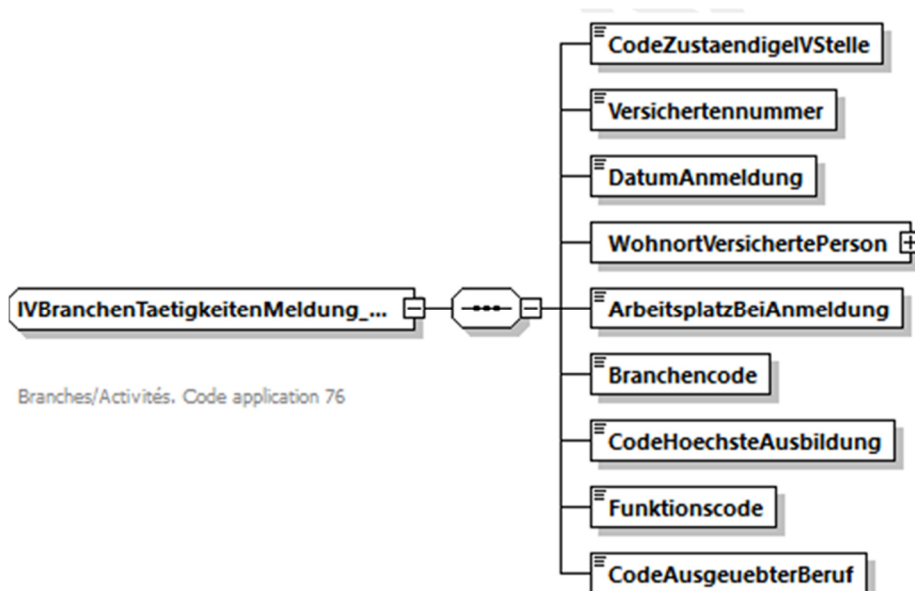 CodeZustaendigeIVStelle
Versichertennummer
DatumAnmeldung
WohnortVersichertePerson
IVBranchenTaetigkeitenMeldung_...
ArbeitsplatzBeiAnmeldung
Branchencode
Branches/Activités. Code application 76
CodeHoechsteAusbildung
Funktionscode
CodeAusgeuebterBeruf